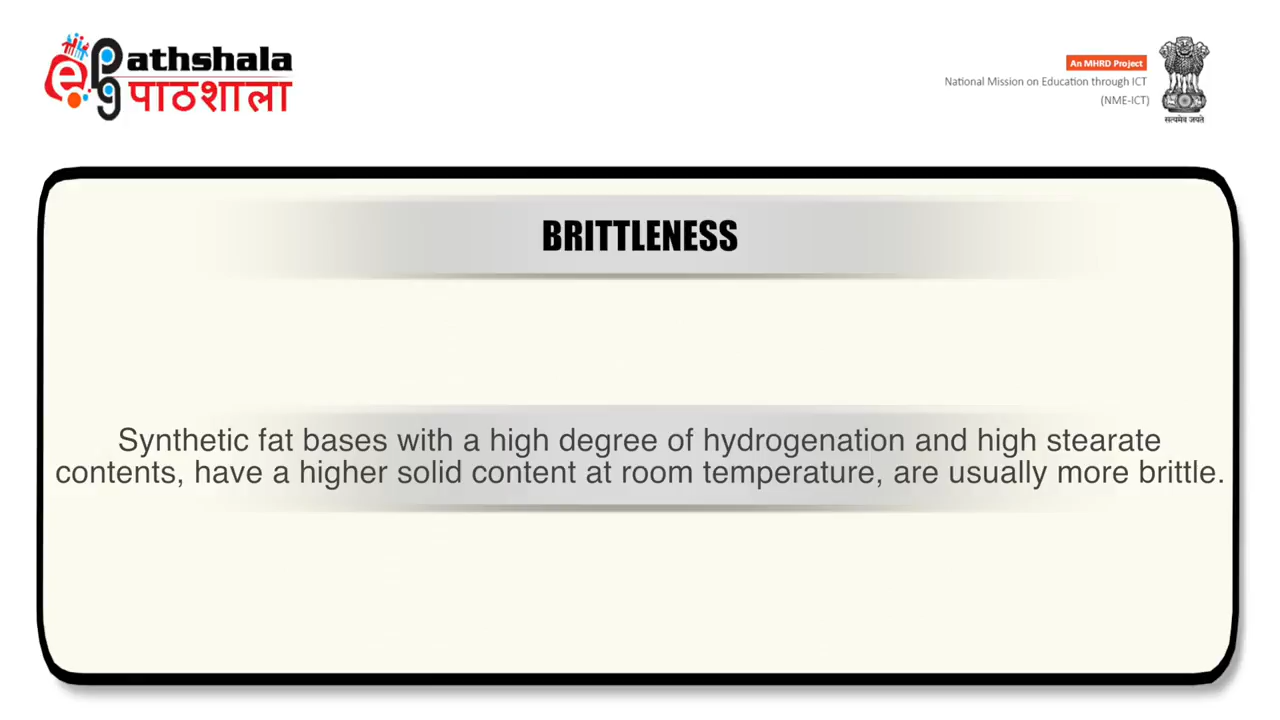 e Pathshala
pg पाठशाला
An MHRD Project
National Mission on Education through ICT
(NME-ICT)
सत्यमेव जयते
BRITTLENESS
Synthetic fat bases with a high degree of hydrogenation and high stearate
contents, have a higher solid content at room temperature, are usually more brittle.